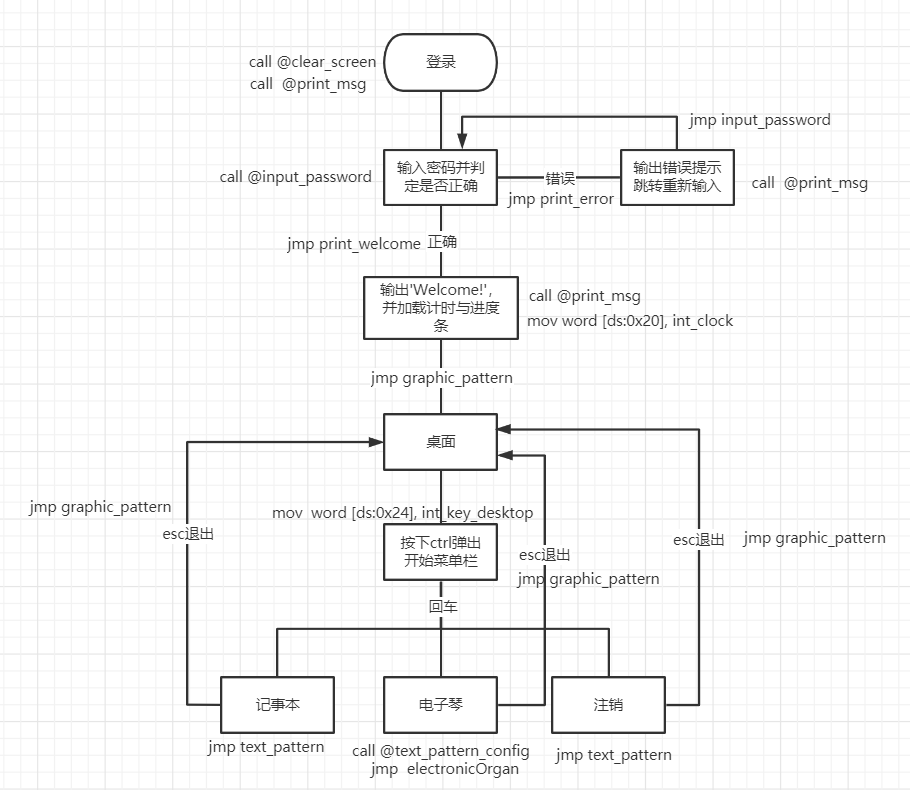 call @clear_screen
call  @print_msg
登录
jmp input_password
call @input_password
输入密码并判
定是否正确
错误
jmp print_error
输出错误提示
跳转重新输入
call  @print_msg
jmp print_welcome
正确
输出'Welcome!',
并加载计时与进度
条
call @print_msg
mov word [ds:0x20], int_clock
jmp graphic_pattern
桌面
jmp graphic_pattern
esc退出
mov  word [ds:0x24], int_key_desktop
按下ctrl弹出
开始菜单栏
esc退出
jmp graphic_pattern
esc退出
jmp graphic_pattern
回车
记事本
jmp text_pattern
电子琴
call @text_pattern_config
jmp  electronicOrgan
注销
jmp text_pattern